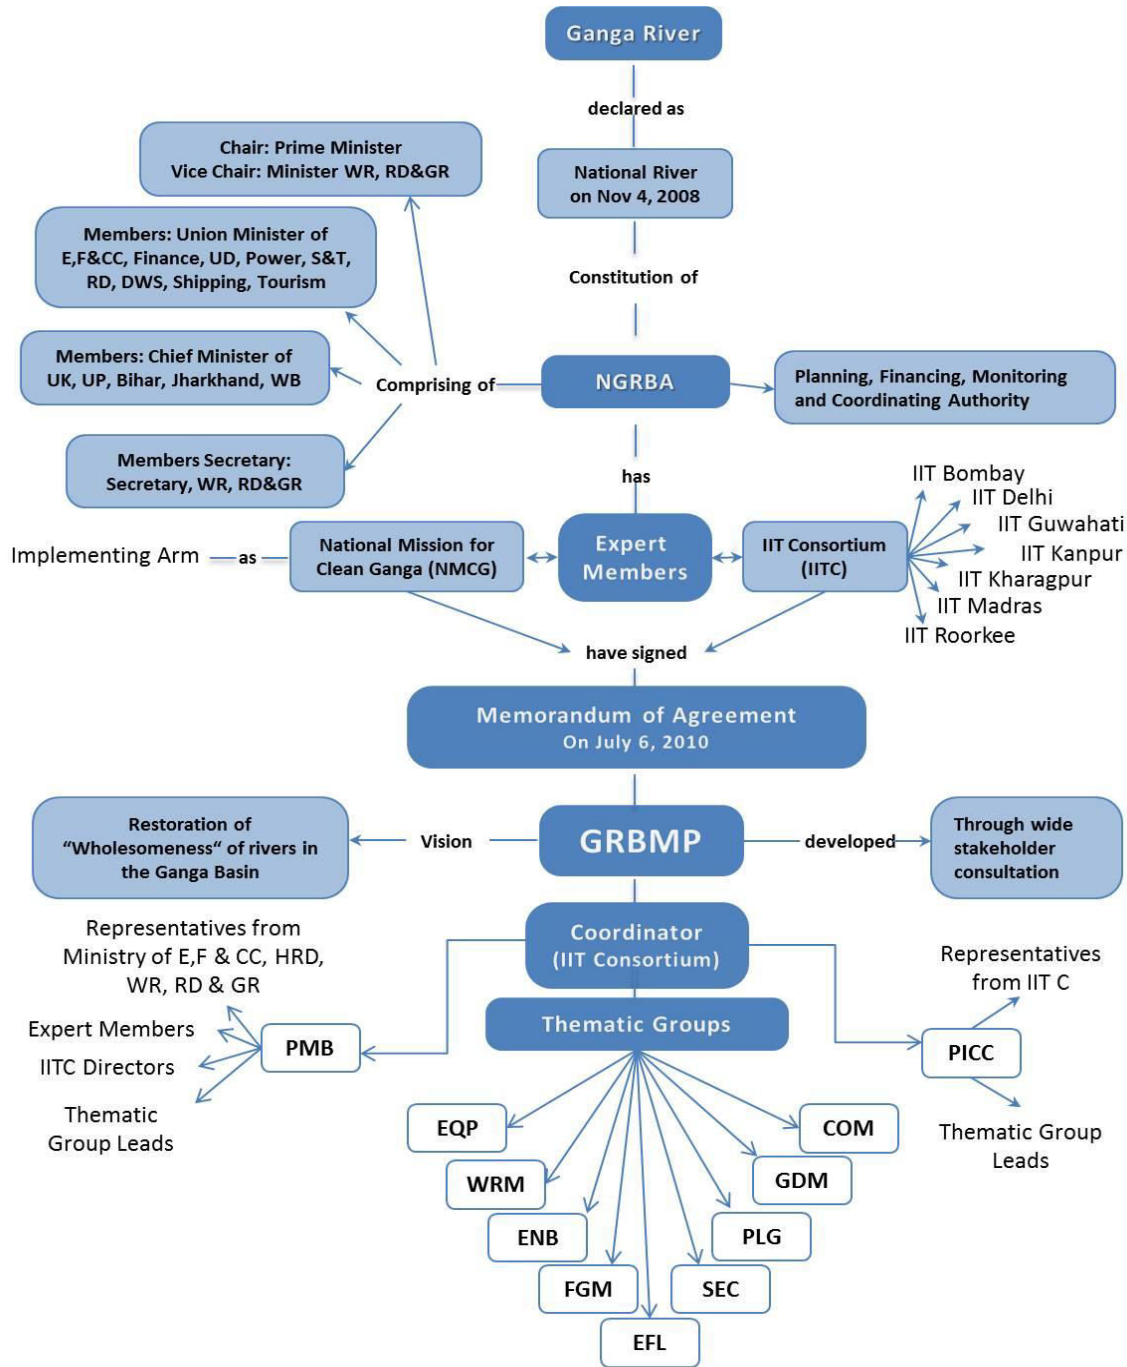 Ganga River
declared as
National River
on Nov 4, 2008
Constitution of
Chair: Prime Minister
Vice Chair: Minister WR, RD&GR
Members: Union Minister of
E,F&CC, Finance, UD, Power, S&T,
RD, DWS, Shipping, Tourism
Members: Chief Minister of
UK, UP, Bihar, Jharkhand, WB
Members Secretary:
Secretary, WR, RD&GR
Comprising of
NGRBA
Planning, Financing, Monitoring
and Coordinating Authority
has
Implementing Arm
as
National Mission for
Clean Ganga (NMCG)
Expert
Members
IIT Consortium
(IITC)
IIT Bombay
IIT Delhi
IIT Guwahati
IIT Kanpur
IIT Kharagpur
IIT Madras
IIT Roorkee
have signed
Memorandum of Agreement
On July 6, 2010
Restoration of
“Wholesomeness“ of rivers in
the Ganga Basin
Vision
GRBMP
developed
Through wide
stakeholder
consultation
Coordinator
(IIT Consortium)
Representatives from
Ministry of E,F & CC, HRD,
WR, RD & GR
Expert Members
IITC Directors
Thematic
Group Leads
PMB
Thematic Groups
Representatives
from IIT C
PICC
Thematic Group
Leads
EQP
WRM
ENB
FGM
EFL
SEC
PLG
GDM
COM